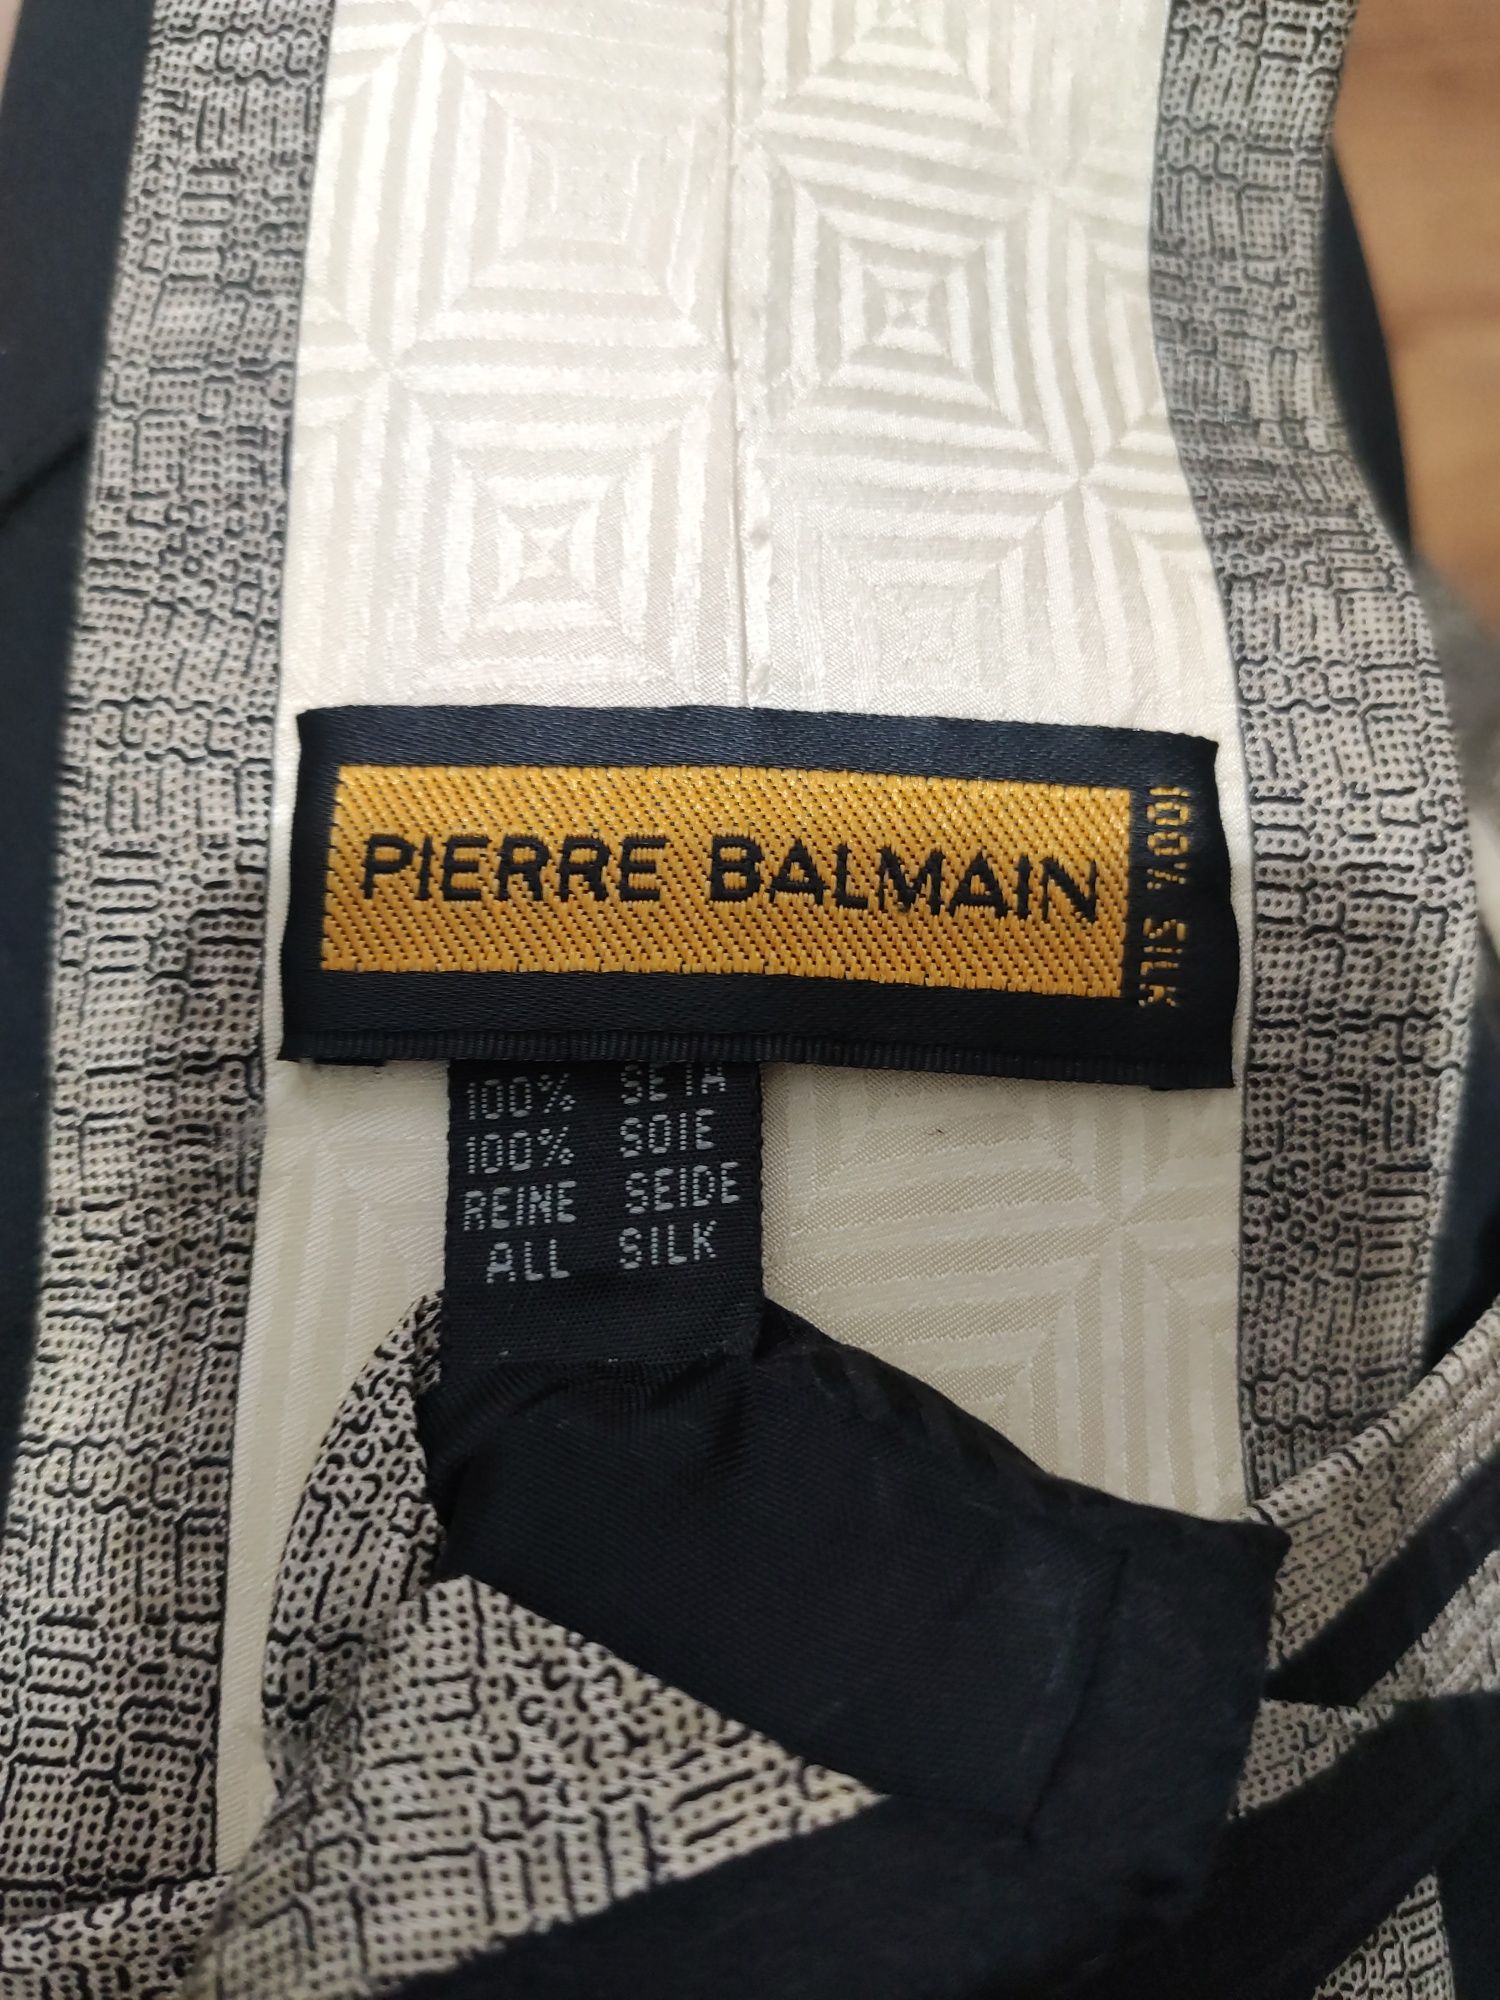 PIERRE BALMAIN
100% SILK
100% SETA
100% SOIE
REINE SEIDE
ALL SILK